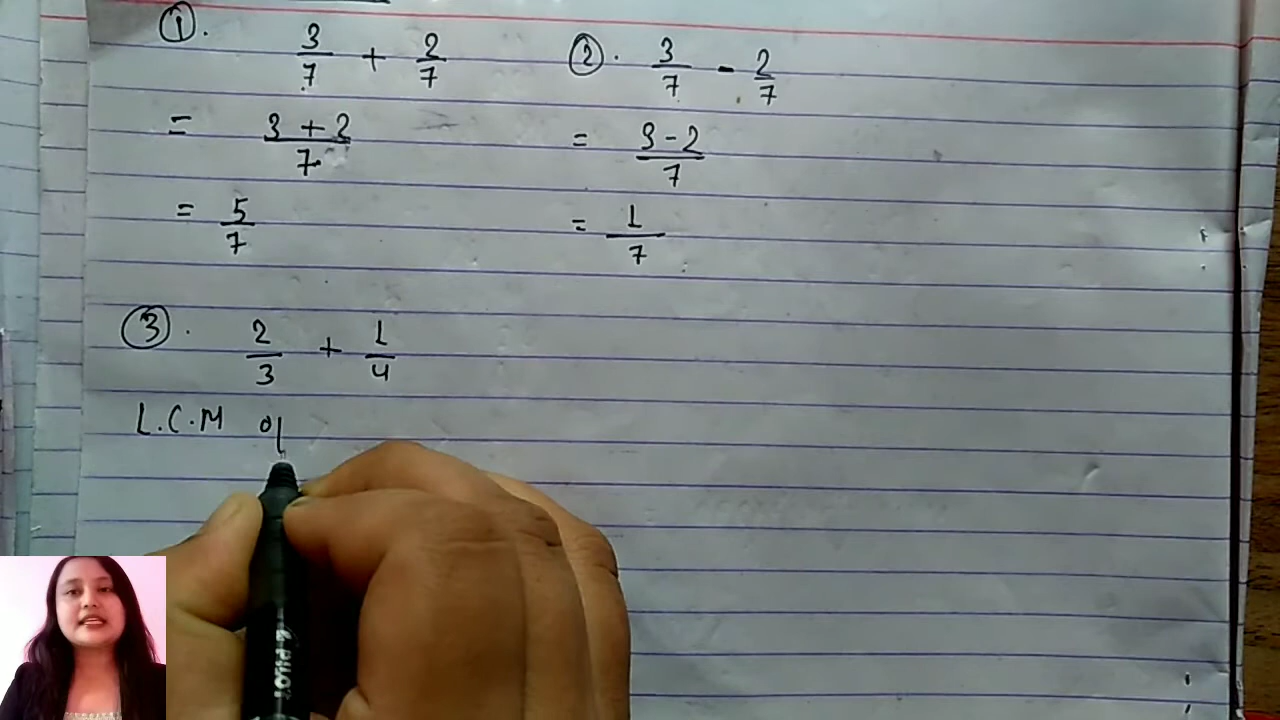 ①. 3/7 + 2/7
= 3 + 2/7
= 5/7
②. 3/7 - 2/7
= 3 - 2/7
= 1/7
③. 2/3 + 1/4
L.C.M of
PILOT